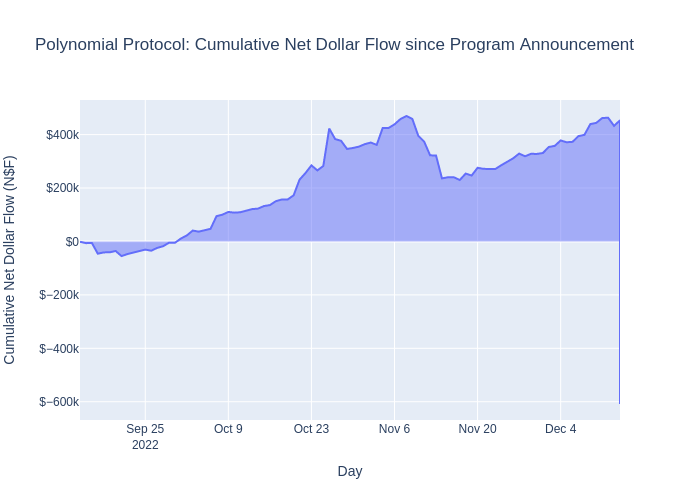 Polynomial Protocol: Cumulative Net Dollar Flow since Program Announcement
Cumulative Net Dollar Flow (N$F)
$400k
$200k
$0
$−200k
$−400k
$−600k
Sep 25
2022
Oct 9
Oct 23
Nov 6
Nov 20
Dec 4
Day